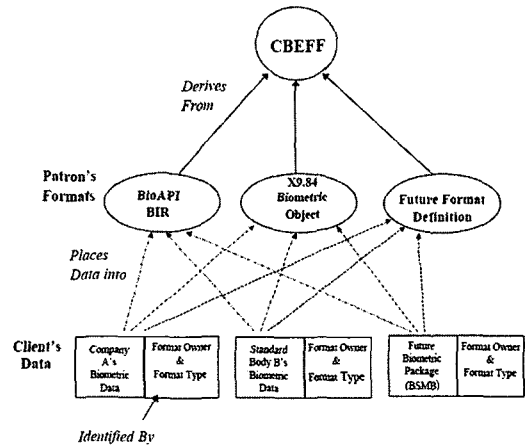 CBEFF
Derives
From
Patron's
Formats
BioAPI
BIR
X9.84
Biometric
Object
Future Format
Definition
Places
Data into
Client's
Data
Company
A's
Biometric
Data
Format Owner
&
Format Type
Standard
Body B's
Biometric
Data
Format Owner
&
Format Type
Future
Biometric
Package
(BSMB)
Format Owner
&
Format Type
Identified By